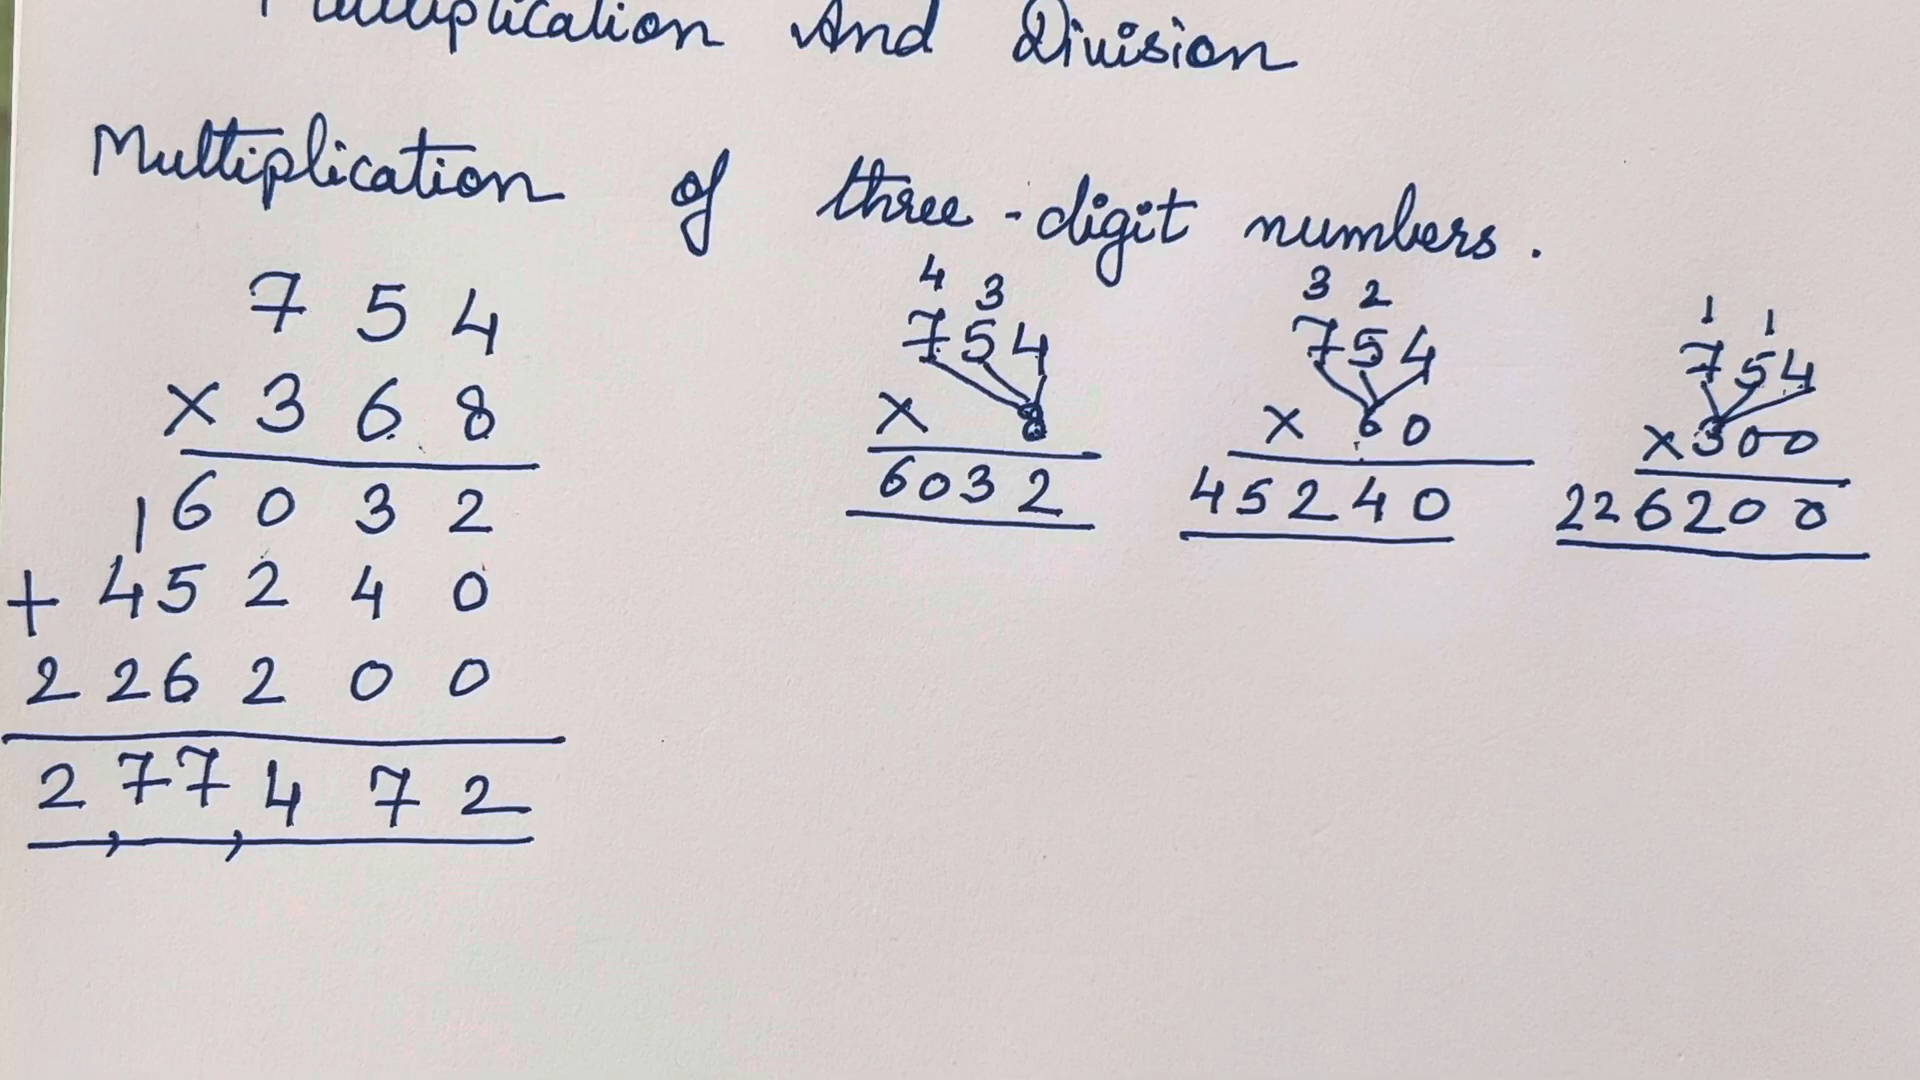 Multiplication And Division
Multiplication of three-digit numbers.
7 5 4
x 3 6 8
1 6 0 3 2
+ 4 5 2 4 0
2 2 6 2 0 0
2 7 7 4 7 2
, ,
4 3
7 5 4
x 8
6 0 3 2
3 2
7 5 4
x 6 0
4 5 2 4 0
1 1
7 5 4
x 3 0 0
2 2 6 2 0 0